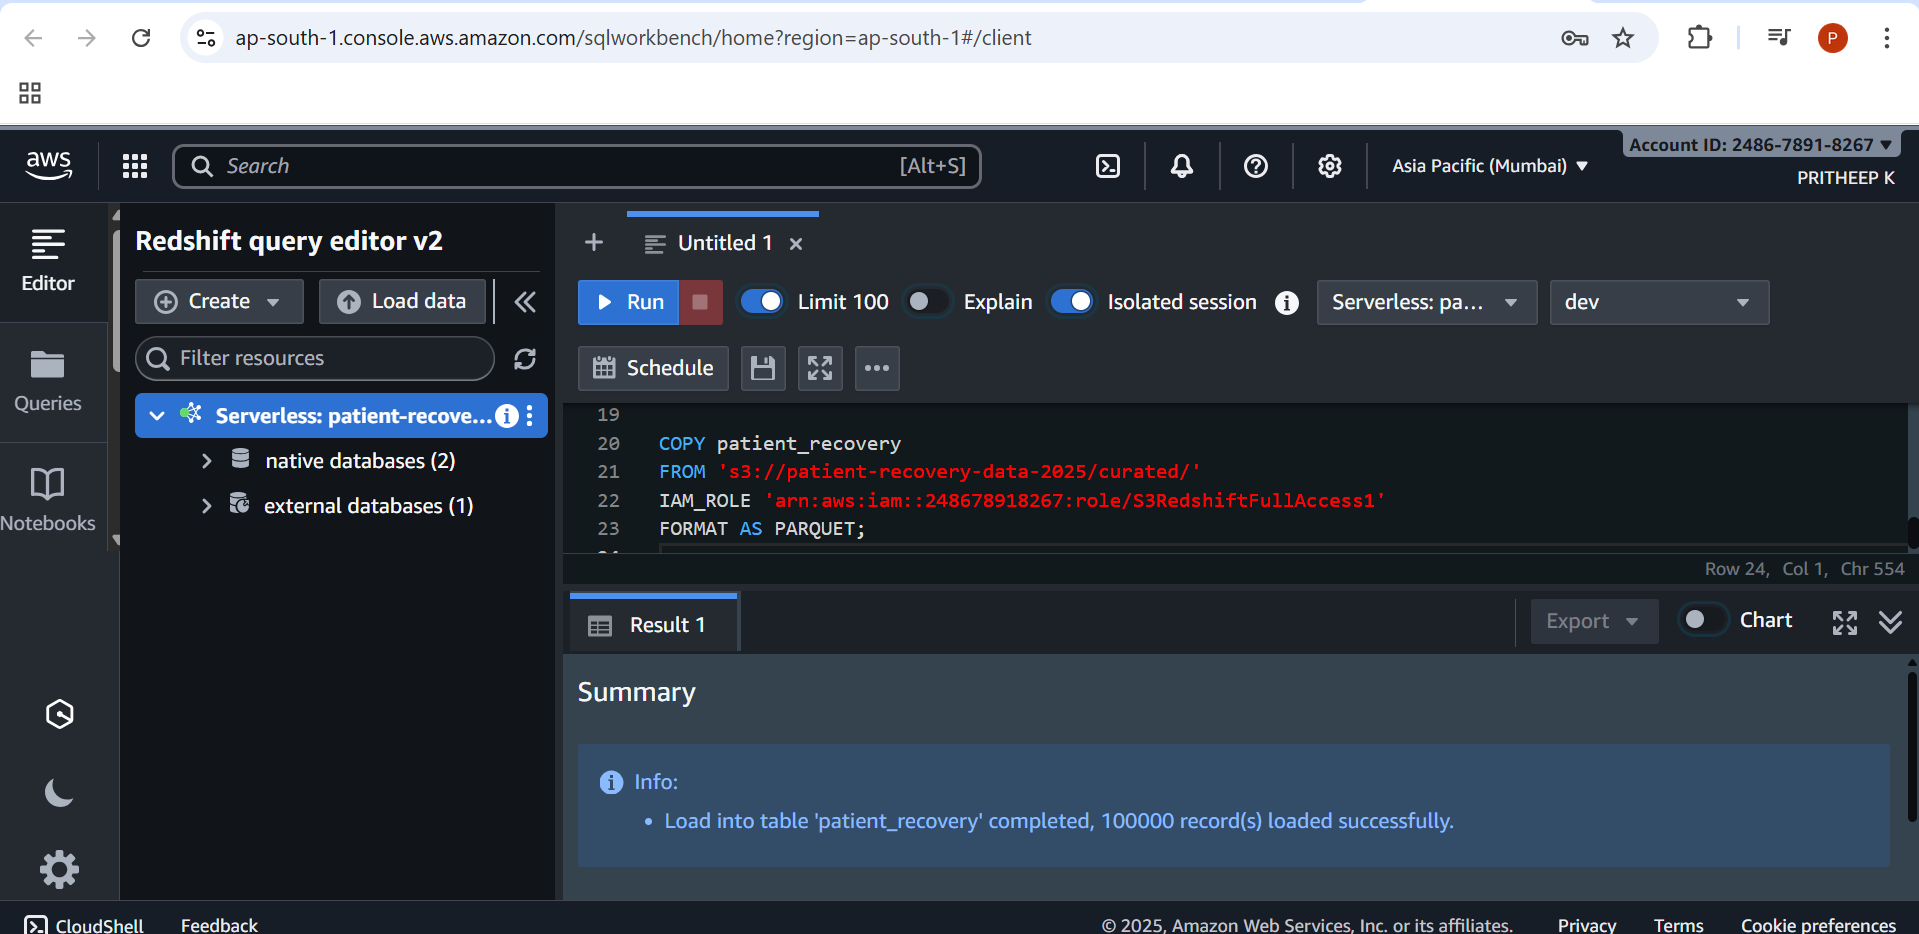 ap-south-1.console.aws.amazon.com/sqlworkbench/home?region=ap-south-1#/client
P
aws
Search
[Alt+S]
Asia Pacific (Mumbai)
Account ID: 2486-7891-8267
PRITHEEP K
Editor
Queries
Notebooks
Redshift query editor v2
Create
Load data
Filter resources
Serverless: patient-recove...
native databases (2)
external databases (1)
Untitled 1
Run
Limit 100
Explain
Isolated session
Serverless: pa...
dev
Schedule
19
20 COPY patient_recovery
21 FROM 's3://patient-recovery-data-2025/curated/'
22 IAM_ROLE 'arn:aws:iam::248678918267:role/S3RedshiftFullAccess1'
23 FORMAT AS PARQUET;
Row 24, Col 1, Chr 554
Result 1
Export
Chart
Summary
Info:
• Load into table 'patient_recovery' completed, 100000 record(s) loaded successfully.
CloudShell
Feedback
© 2025, Amazon Web Services, Inc. or its affiliates.
Privacy
Terms
Cookie preferences